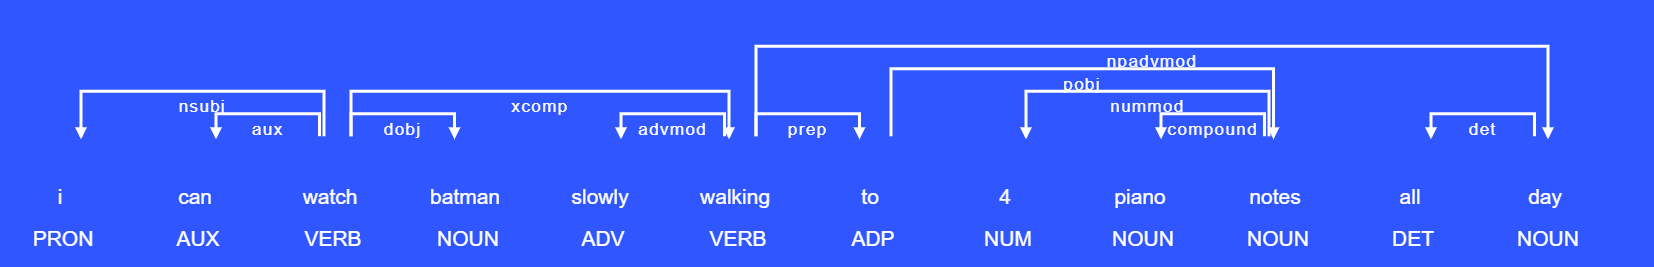 npadvmod
pobj
nsubj xcomp nummod
aux dobj advmod prep compound det
i can watch batman slowly walking to 4 piano notes all day
PRON AUX VERB NOUN ADV VERB ADP NUM NOUN NOUN DET NOUN